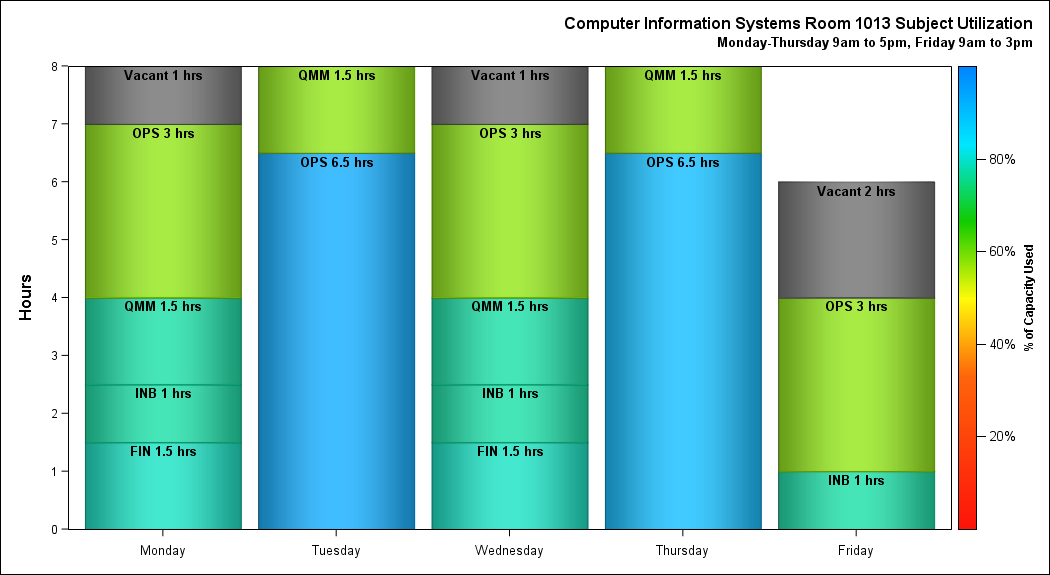 Computer Information Systems Room 1013 Subject Utilization
Monday-Thursday 9am to 5pm, Friday 9am to 3pm
Hours
8
7
6
5
4
3
2
1
0
Vacant 1 hrs
OPS 3 hrs
QMM 1.5 hrs
INB 1 hrs
FIN 1.5 hrs
QMM 1.5 hrs
OPS 6.5 hrs
Vacant 1 hrs
OPS 3 hrs
QMM 1.5 hrs
INB 1 hrs
FIN 1.5 hrs
QMM 1.5 hrs
OPS 6.5 hrs
Vacant 2 hrs
OPS 3 hrs
INB 1 hrs
Monday
Tuesday
Wednesday
Thursday
Friday
80%
60%
40%
20%
% of Capacity Used